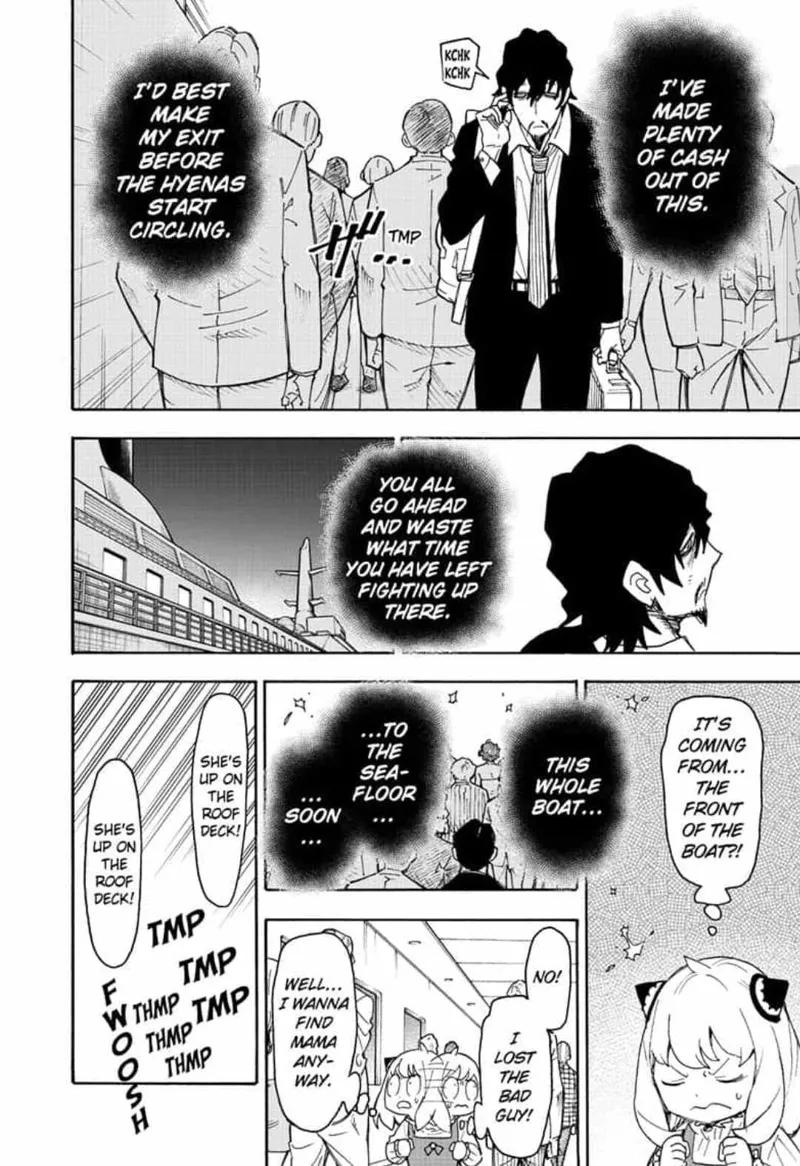 I'VE
MADE
PLENTY
OF CASH
OUT OF
THIS.
KCHK
KCHK
TMP
...
ザザ
I'D BEST
MAKE
MY EXIT
BEFORE
THE HYENAS
START
CIRCLING.
YOU ALL
GO AHEAD
AND WASTE
WHAT TIME
YOU HAVE LEFT
FIGHTING UP
THERE.
IT'S
COMING
FROM...
THE
FRONT
OF THE
BOAT?!
THIS
WHOLE
BOAT...
...TO
THE
SEA-
FLOOR
...
...
SOON
...
NO!
I
LOST
THE
BAD
GUY!
WELL...
I WANNA
FIND
MAMA
ANY-
WAY.
SHE'S
UP ON
THE
ROOF
DECK!
SHE'S
UP ON
THE
ROOF
DECK!
TMP
TMP
TMP
THMP
THMP
THMP
FWOOSH